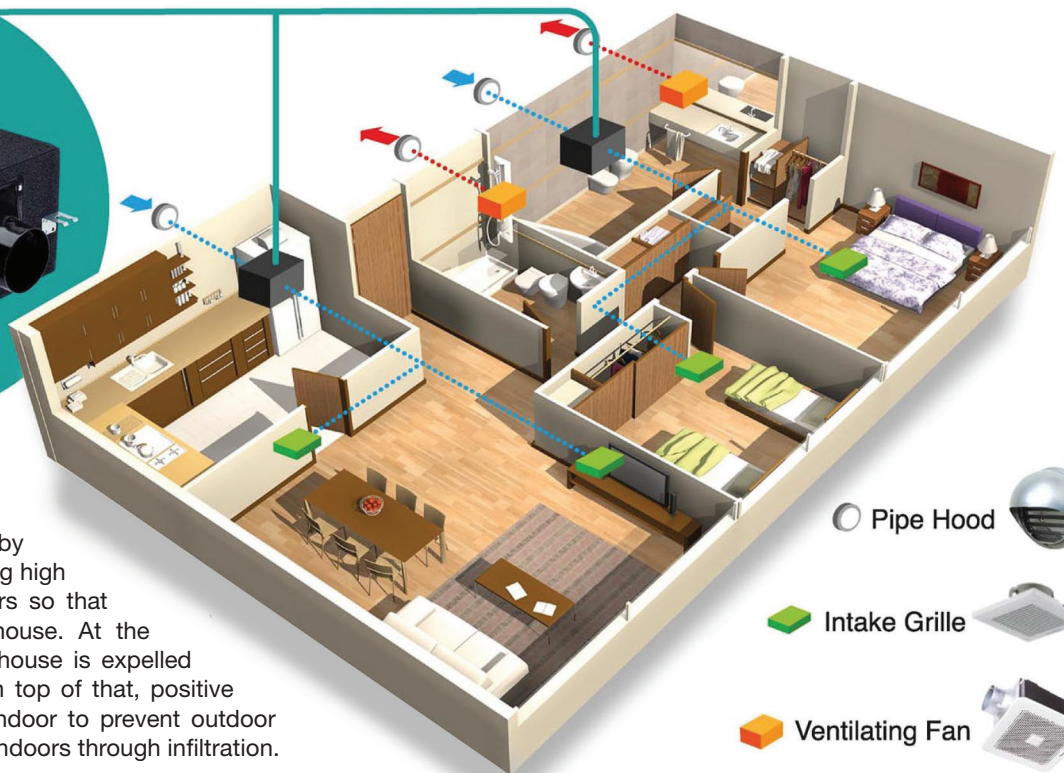 by
g high
rs so that
house. At the
house is expelled
top of that, positive
ndoor to prevent outdoor
ndoors through infiltration.
Pipe Hood
Intake Grille
Ventilating Fan